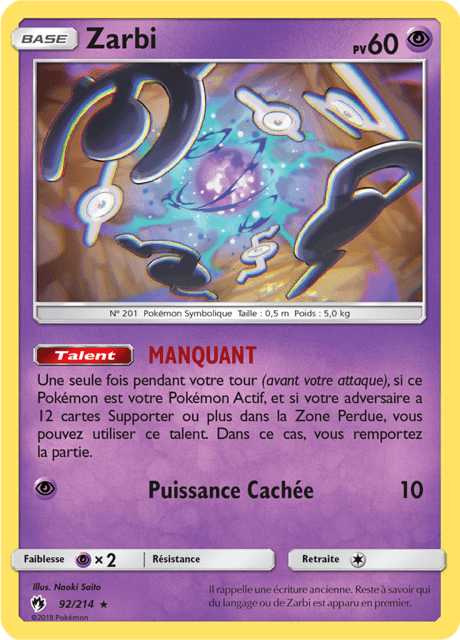 BASE Zarbi PV60
N° 201 Pokémon Symbolique Taille : 0,5 m Poids : 5,0 kg
Talent MANQUANT
Une seule fois pendant votre tour (avant votre attaque), si ce
Pokémon est votre Pokémon Actif, et si votre adversaire a
12 cartes Supporter ou plus dans la Zone Perdue, vous
pouvez utiliser ce talent. Dans ce cas, vous remportez
la partie.
Puissance Cachée 10
Faiblesse ×2 Résistance Retraite
Illus. Naoki Saito
92/214 ★
©2018 Pokémon
Il rappelle une écriture ancienne. Reste à savoir qui
du langage ou de Zarbi est apparu en premier.